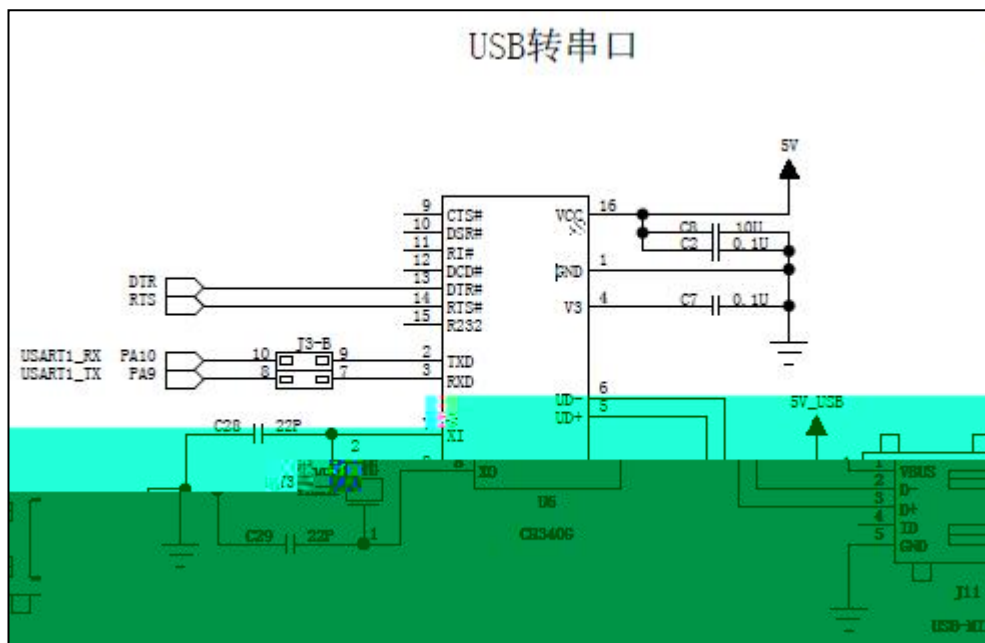 USB转串口
5V
9 CTS# VCC 16
10 DSR# C8 10U
11 RI# C2 0.1U
12 DCD# GND 1
DTR 13 DTR#
RTS 14 RTS# V3 4 C7 0.1U
15 R232
J3-B
USART1_RX PA10 10 9 2 TXD
USART1_TX PA9 8 7 3 RXD
UD- 6 5V_USB
UD+ 5
C28 22P XI
2
XO 1 VBUS
U6 2 D-
3 D+
C29 22P 1 CH340G 4 ID
5 GND
J11